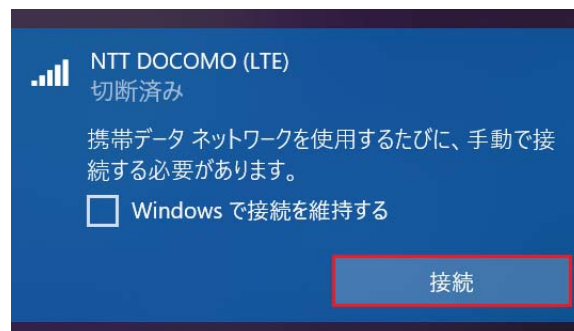 NTT DOCOMO (LTE)
切断済み
携帯データ ネットワークを使用するたびに、手動で接
続する必要があります。
Windows で接続を維持する
接続